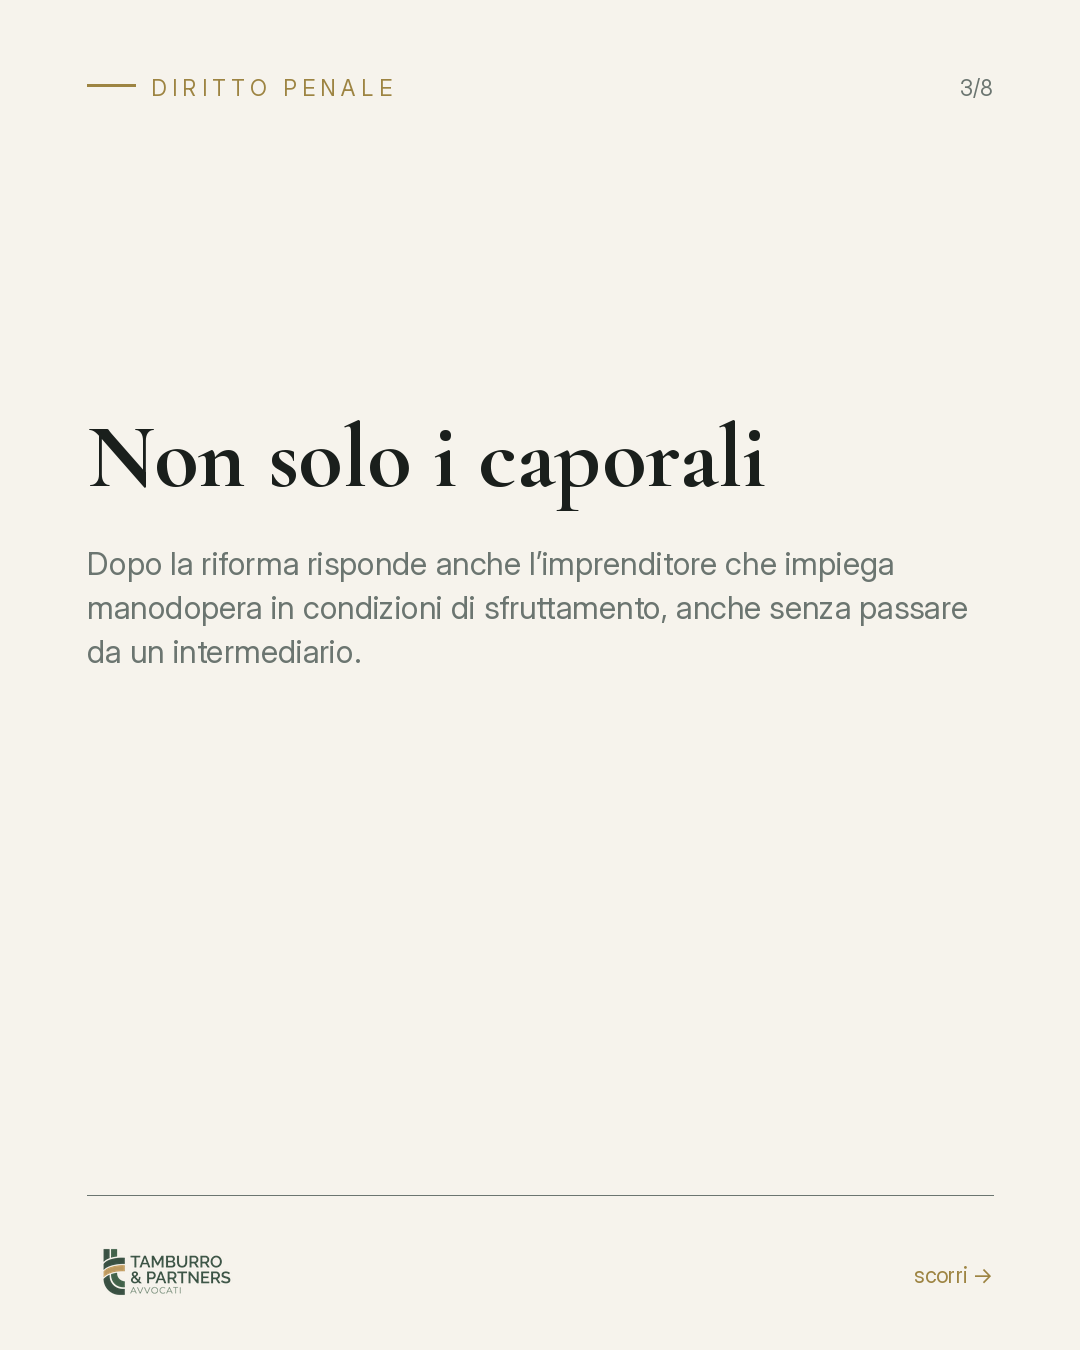 DIRITTO PENALE
3/8
Non solo i caporali
Dopo la riforma risponde anche l’imprenditore che impiega
manodopera in condizioni di sfruttamento, anche senza passare
da un intermediario.
TAMBURRO
& PARTNERS
AVVOCATI
scorri →